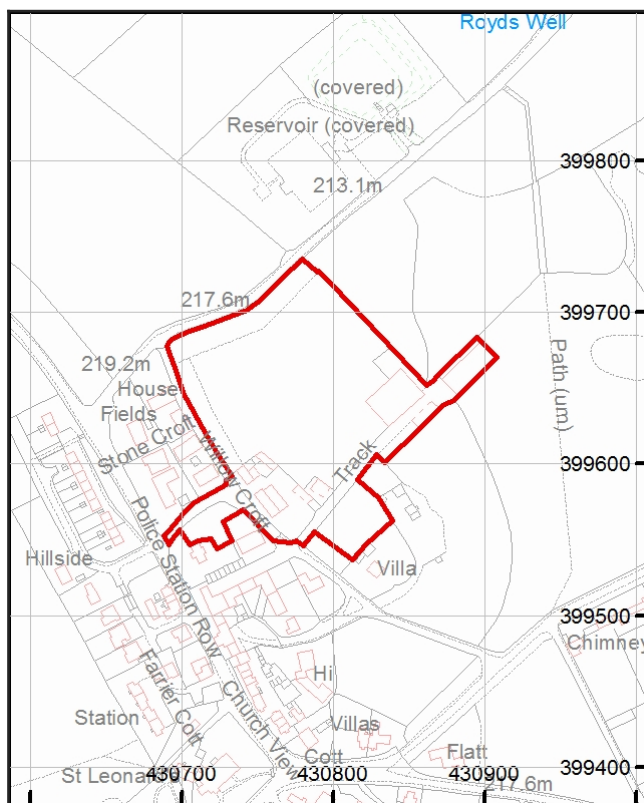 Royds Well
(covered)
Reservoir (covered)
399800
213.1m
217.6m
399700
219.2m
House
Fields
Path (um)
Stone Croft
Willow Croft
Track
399600
Police Station Row
Hillside
Villa
399500
Chimney
Farrier Cott
Hi
Church View
Station
Villas
Cott
Flatt
St Leonard
430700
430800
430900
217.6m
399400